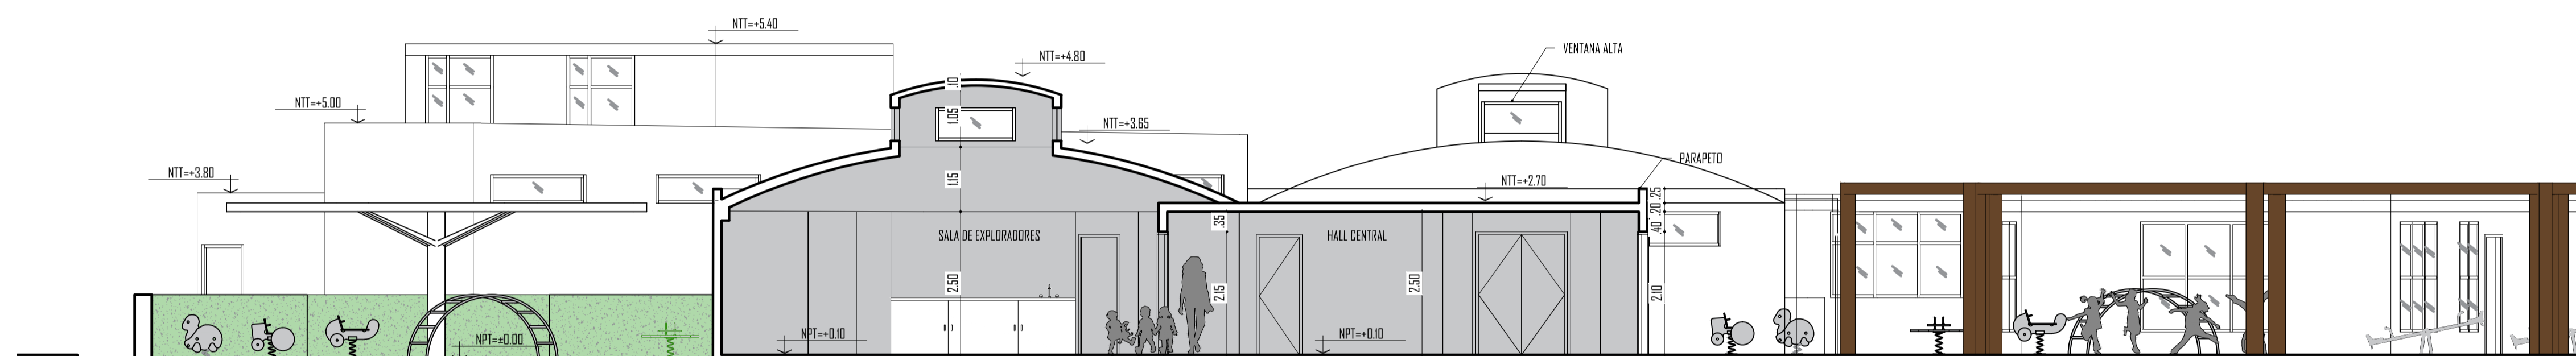 NTT=+5.40
VENTANA ALTA
NTT=+4.80
.10
NTT=+5.00
1.05
NTT=+3.65
PARAPETO
NTT=+3.80
1.15
NTT=+2.70
.25
.20
.35
.40
SALA DE EXPLORADORES
HALL CENTRAL
2.50
2.15
2.50
2.10
NPT=±0.00
NPT=+0.10
NPT=+0.10